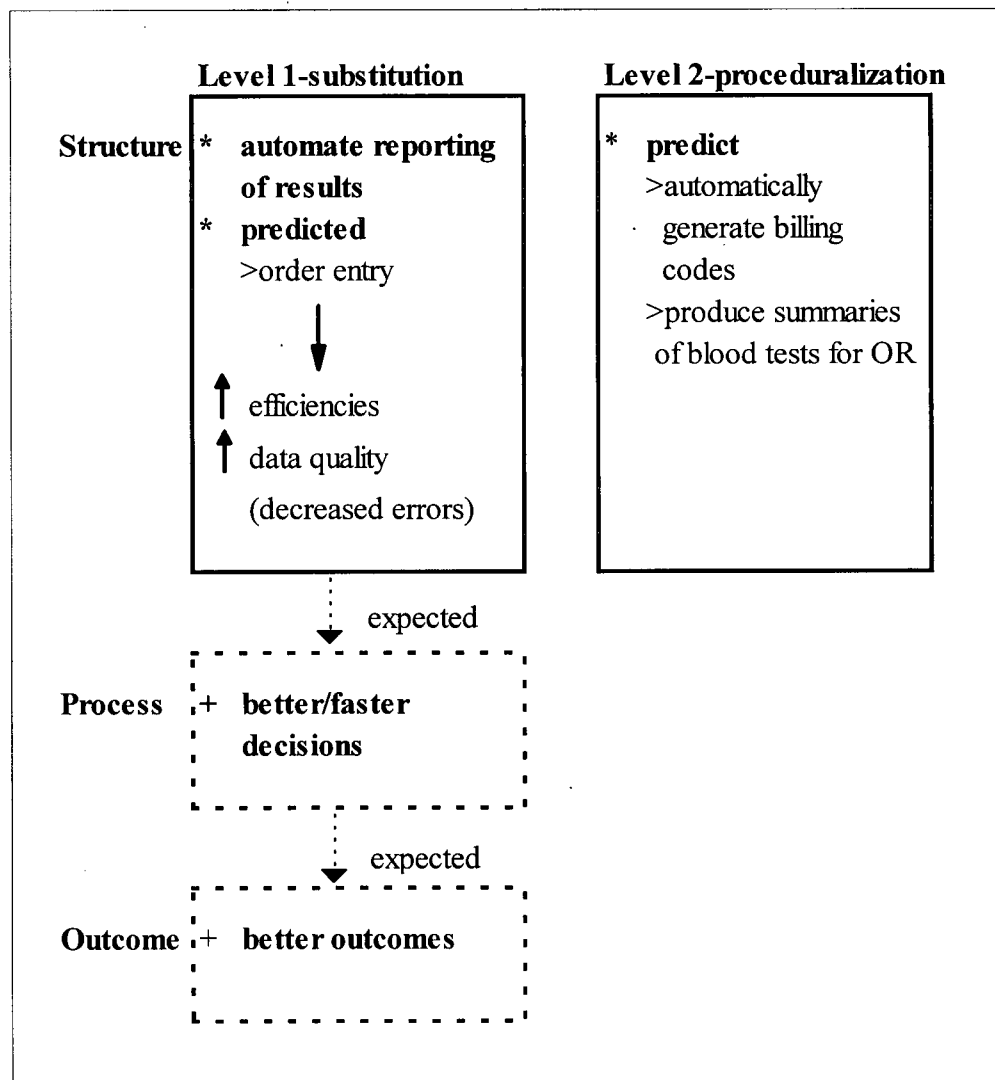 Level 1-substitution
Structure * automate reporting
of results
* predicted
>order entry
efficiencies
data quality
(decreased errors)
expected
Process + better/faster
decisions
expected
Outcome + better outcomes
Level 2-proceduralization
* predict
>automatically
generate billing
codes
>produce summaries
of blood tests for OR